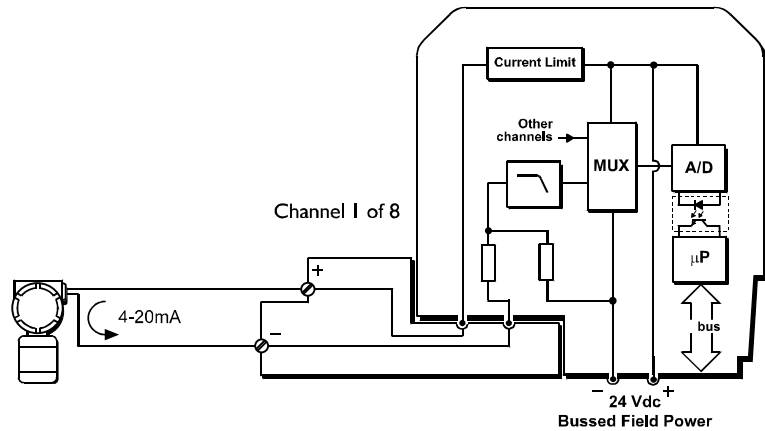 Current Limit
Other
channels
MUX
A/D
Channel 1 of 8
µP
+
4-20mA
−
bus
− +
24 Vdc
Bussed Field Power